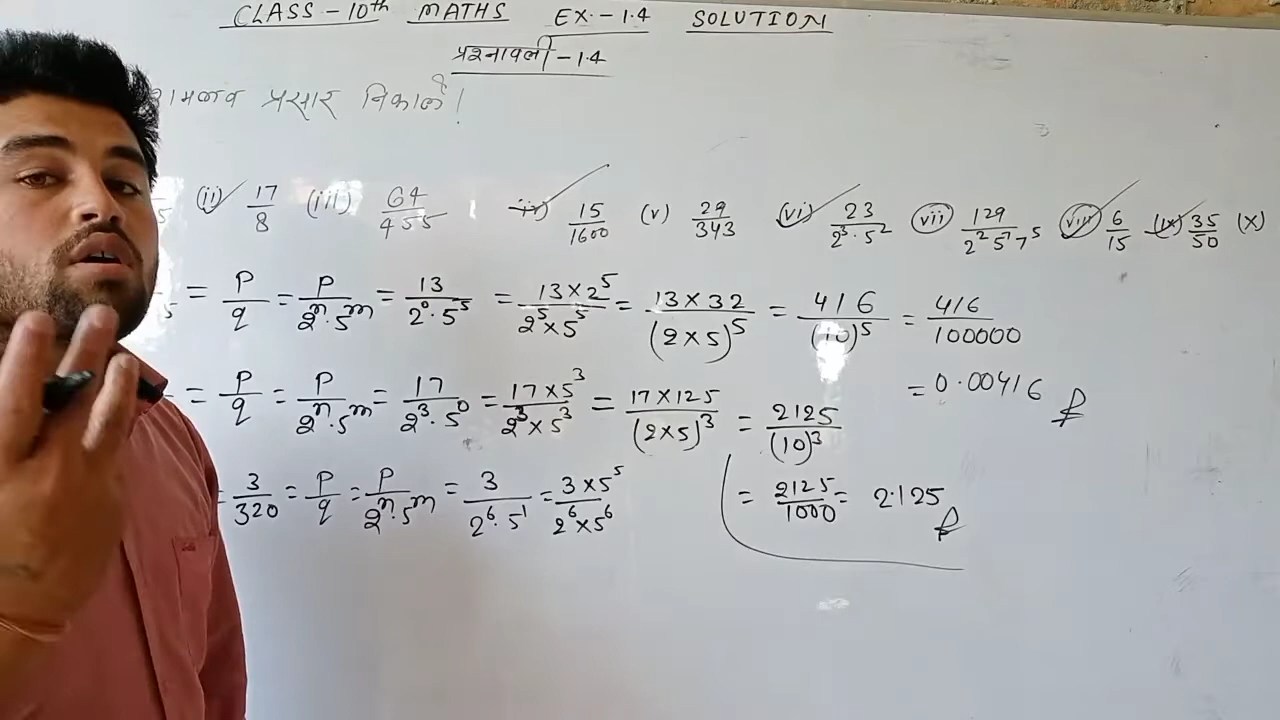 CLASS - 10th MATHS EX.- 1.4 SOLUTION
प्रश्नावली - 1.4
प्रसार निकालें।
(ii) 17/8 (iii) 64/455 (iv) 15/1600 (v) 29/343 (vi) 23/2³·5² (vii) 129/2²5⁷7⁵ (viii) 6/15 (ix) 35/50 (x)
= P/q = P/2ⁿ·5ᵐ = 13/2⁰·5⁵ = 13×2⁵/2⁵×5⁵ = 13×32/(2×5)⁵ = 416/(10)⁵ = 416/100000
= 0.00416
= P/q = P/2ⁿ·5ᵐ = 17/2³·5⁰ = 17×5³/2³×5³ = 17×125/(2×5)³ = 2125/(10)³
= 2125/1000 = 2.125
= 3/320 = P/q = P/2ⁿ·5ᵐ = 3/2⁶·5¹ = 3×5⁵/2⁶×5⁶